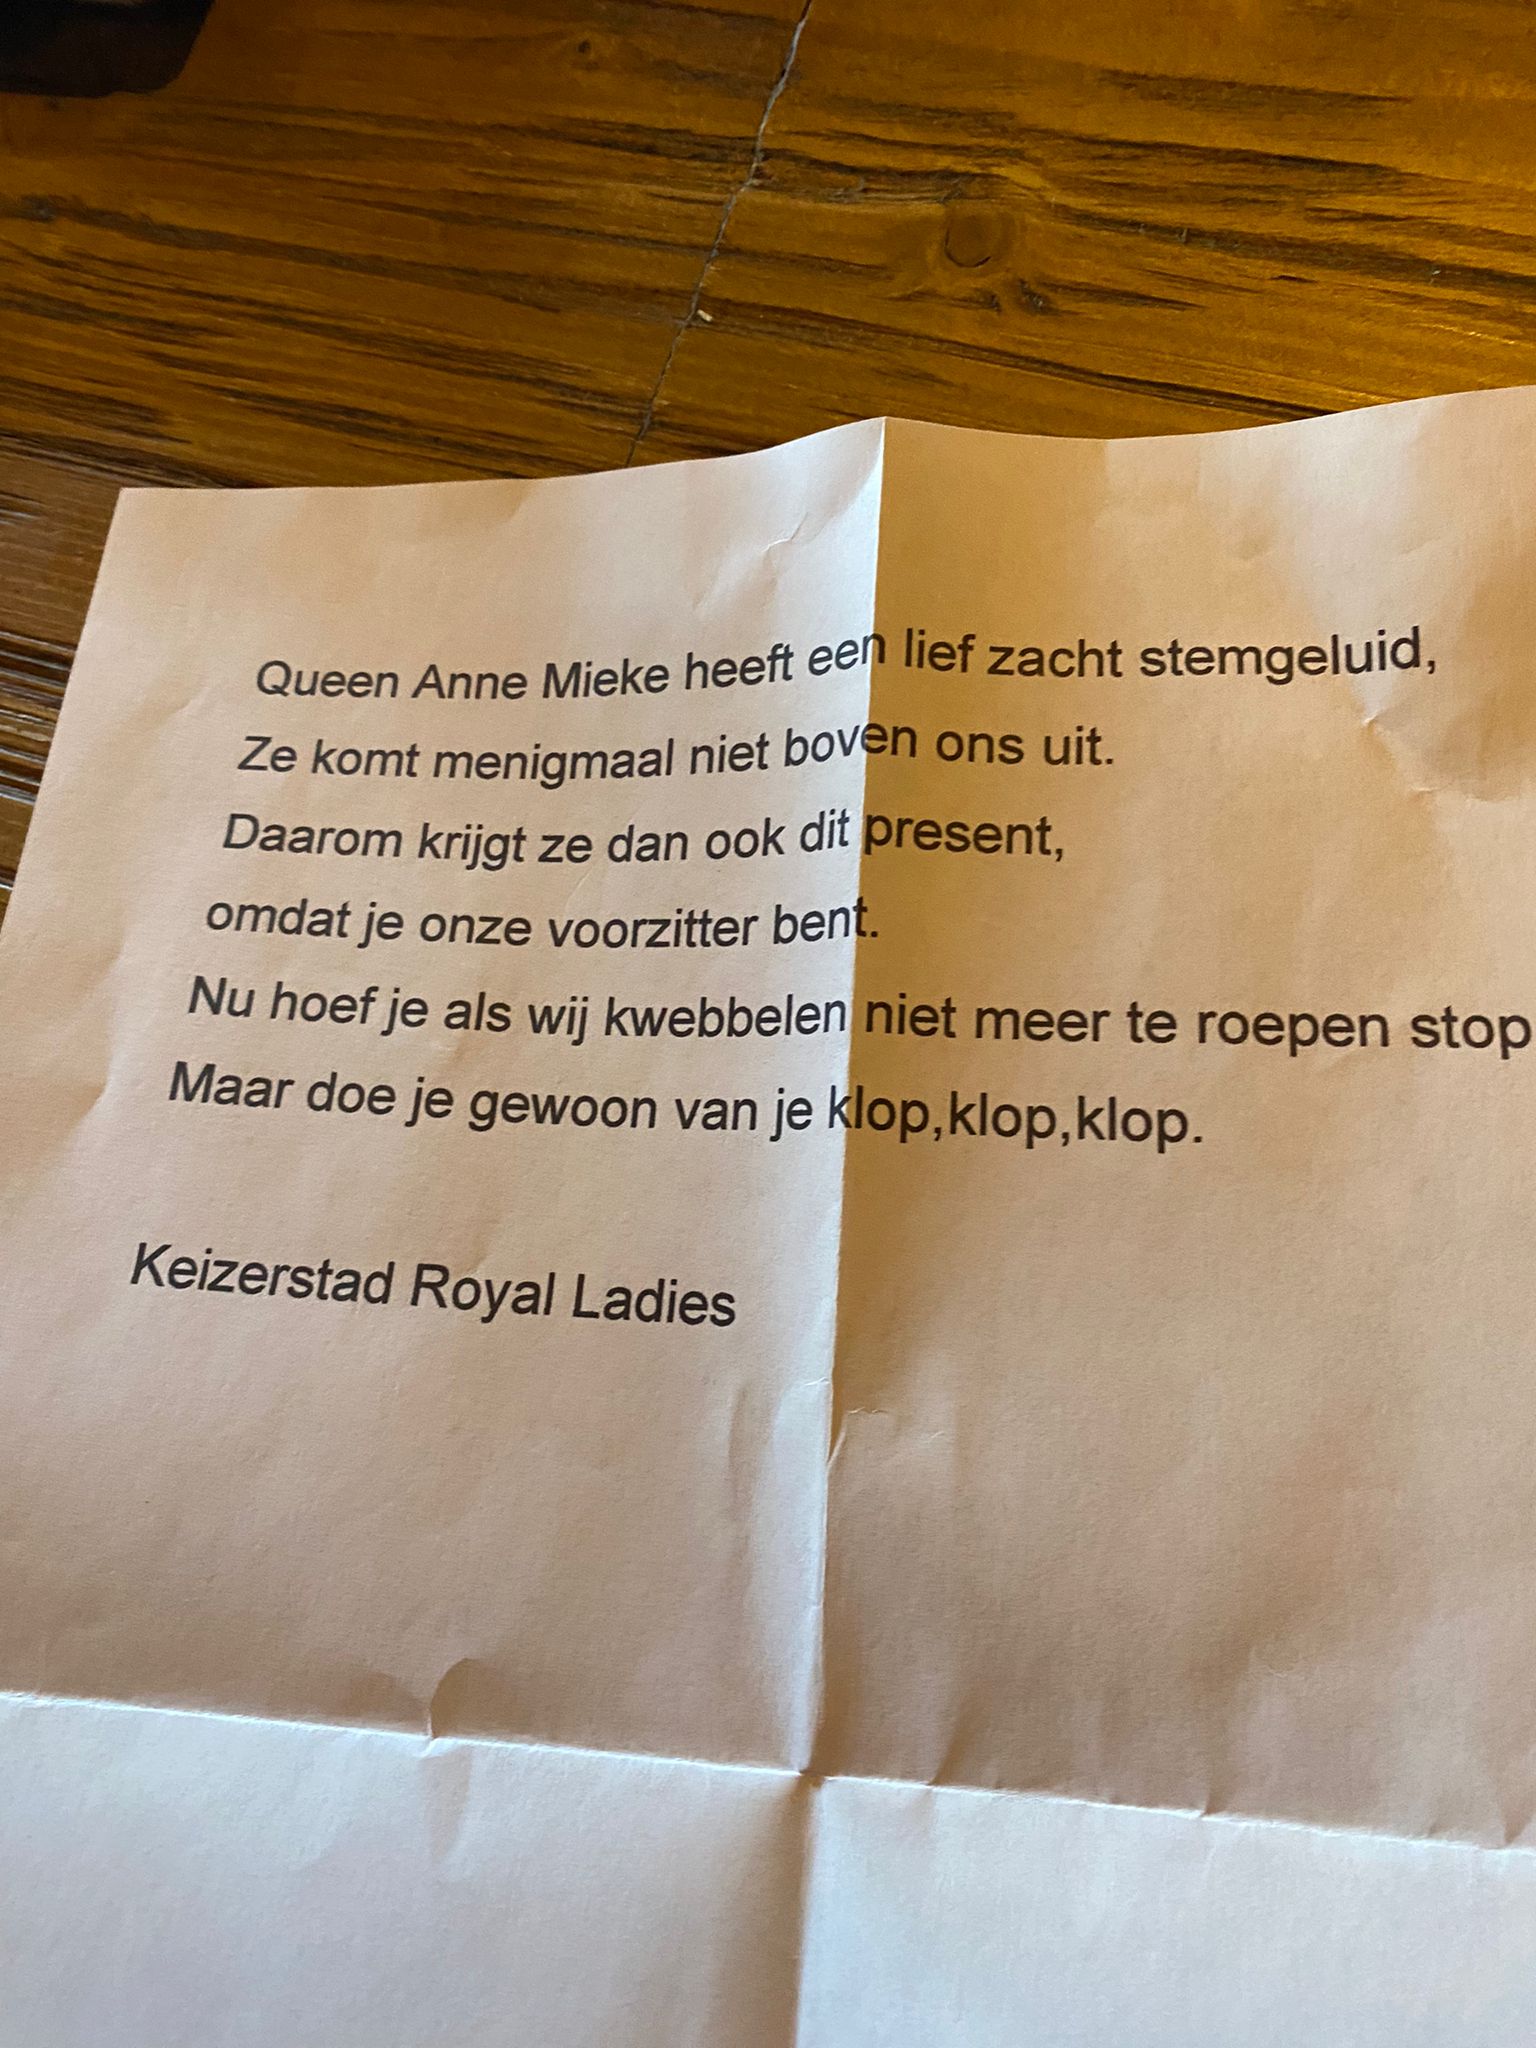 Queen Anne Mieke heeft een lief zacht stemgeluid,
Ze komt menigmaal niet boven ons uit.
Daarom krijgt ze dan ook dit present,
omdat je onze voorzitter bent.
Nu hoef je als wij kwebbelen niet meer te roepen stop
Maar doe je gewoon van je klop,klop,klop.
Keizerstad Royal Ladies